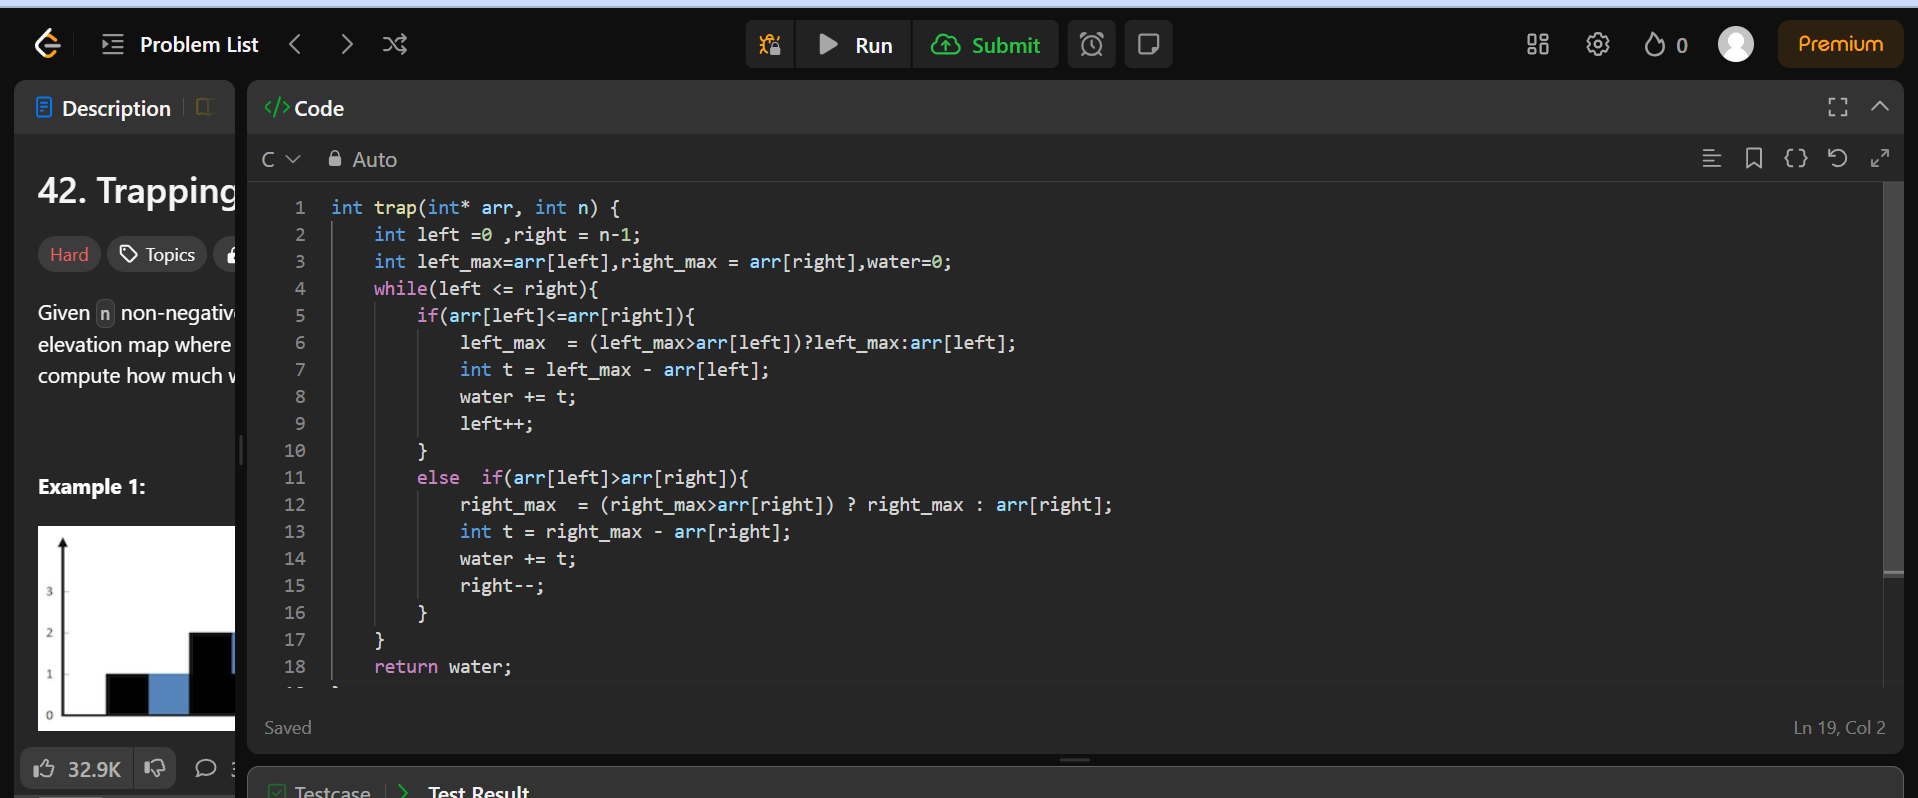 Problem List
Run
Submit
0
Premium
Description
42. Trapping
Hard
Topics
Given n non-negative
elevation map where
compute how much
Example 1:
3
2
1
0
32.9K
Code
C
Auto
1 int trap(int* arr, int n) {
2 int left =0 ,right = n-1;
3 int left_max=arr[left],right_max = arr[right],water=0;
4 while(left <= right){
5 if(arr[left]<=arr[right]){
6 left_max  = (left_max>arr[left])?left_max:arr[left];
7 int t = left_max - arr[left];
8 water += t;
9 left++;
10 }
11 else  if(arr[left]>arr[right]){
12 right_max  = (right_max>arr[right]) ? right_max : arr[right];
13 int t = right_max - arr[right];
14 water += t;
15 right--;
16 }
17 }
18 return water;
Saved
Ln 19, Col 2
Testcase
Test Result